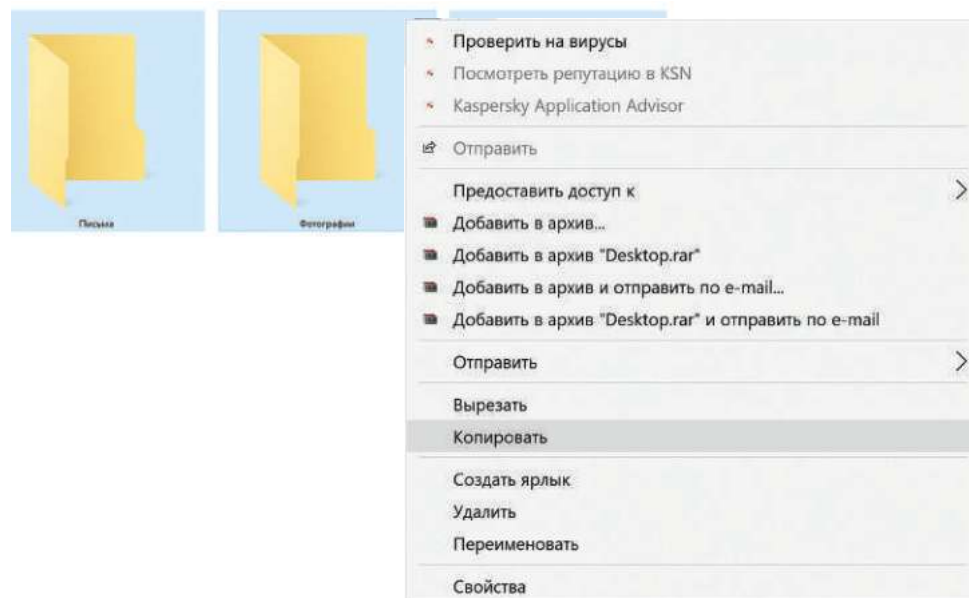 Письма
Фотографии
Проверить на вирусы
Посмотреть репутацию в KSN
Kaspersky Application Advisor
Отправить
Предоставить доступ к
Добавить в архив...
Добавить в архив "Desktop.rar"
Добавить в архив и отправить по e-mail...
Добавить в архив "Desktop.rar" и отправить по e-mail
Отправить
Вырезать
Копировать
Создать ярлык
Удалить
Переименовать
Свойства